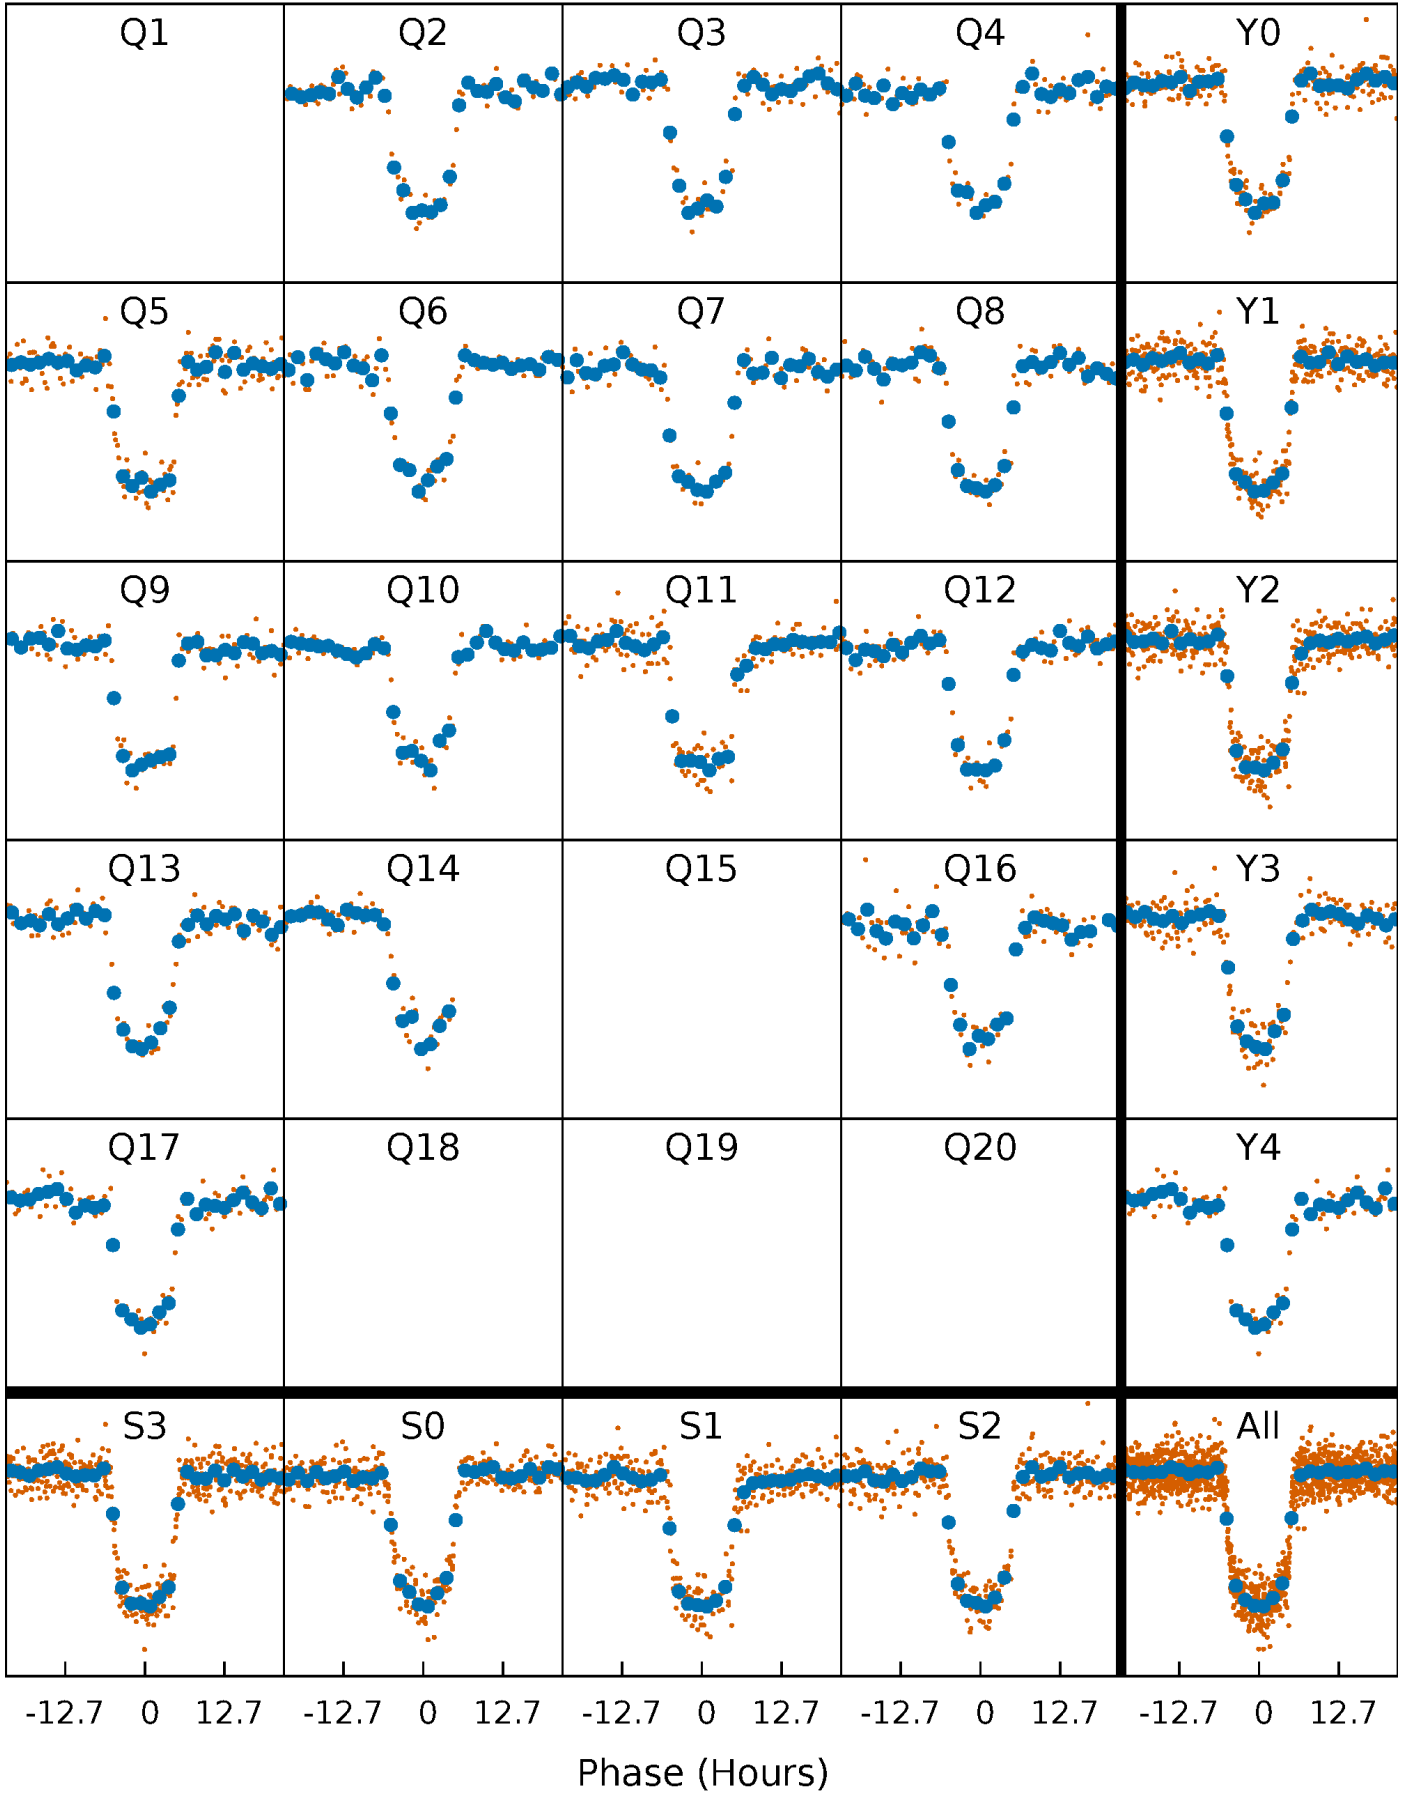 Q1 Q2 Q3 Q4 Y0
Q5 Q6 Q7 Q8 Y1
Q9 Q10 Q11 Q12 Y2
Q13 Q14 Q15 Q16 Y3
Q17 Q18 Q19 Q20 Y4
S3 S0 S1 S2 All
-12.7 0 12.7 -12.7 0 12.7 -12.7 0 12.7 -12.7 0 12.7 -12.7 0 12.7
Phase (Hours)